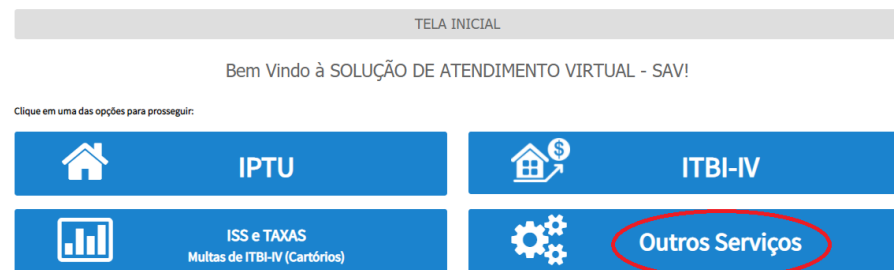 TELA INICIAL
Bem Vindo à SOLUÇÃO DE ATENDIMENTO VIRTUAL - SAV!
Clique em uma das opções para prosseguir:
IPTU
ITBI-IV
ISS e TAXAS
Multas de ITBI-IV (Cartórios)
Outros Serviços